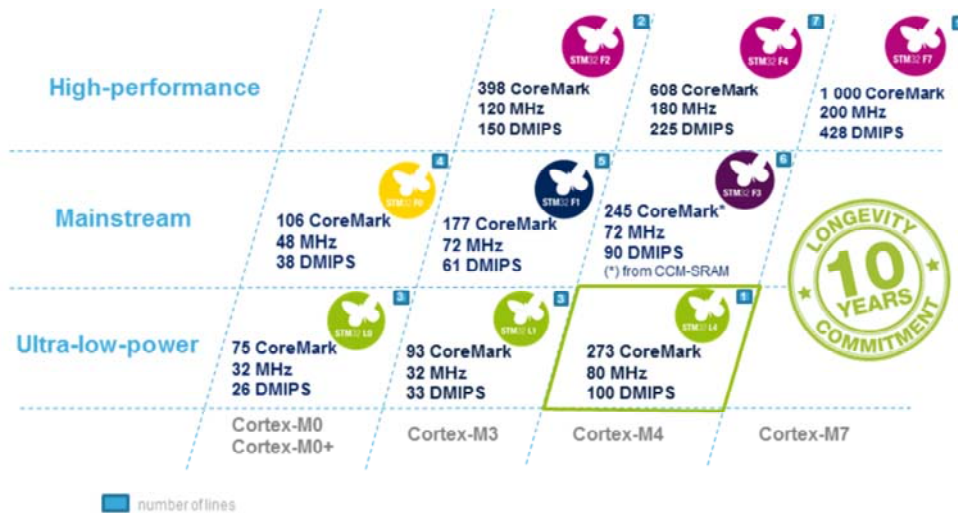 2
STM32 F2
7
STM32 F4
STM32 F7
High-performance
398 CoreMark
120 MHz
150 DMIPS
608 CoreMark
180 MHz
225 DMIPS
1 000 CoreMark
200 MHz
428 DMIPS
4
STM32 F0
5
STM32 F1
6
STM32 F3
Mainstream
106 CoreMark
48 MHz
38 DMIPS
177 CoreMark
72 MHz
61 DMIPS
245 CoreMark*
72 MHz
90 DMIPS
(*) from CCM-SRAM
LONGEVITY
10
YEARS
COMMITMENT
3
STM32 L0
3
STM32 L1
1
STM32 L4
Ultra-low-power
75 CoreMark
32 MHz
26 DMIPS
93 CoreMark
32 MHz
33 DMIPS
273 CoreMark
80 MHz
100 DMIPS
Cortex-M0
Cortex-M0+
Cortex-M3
Cortex-M4
Cortex-M7
number of lines